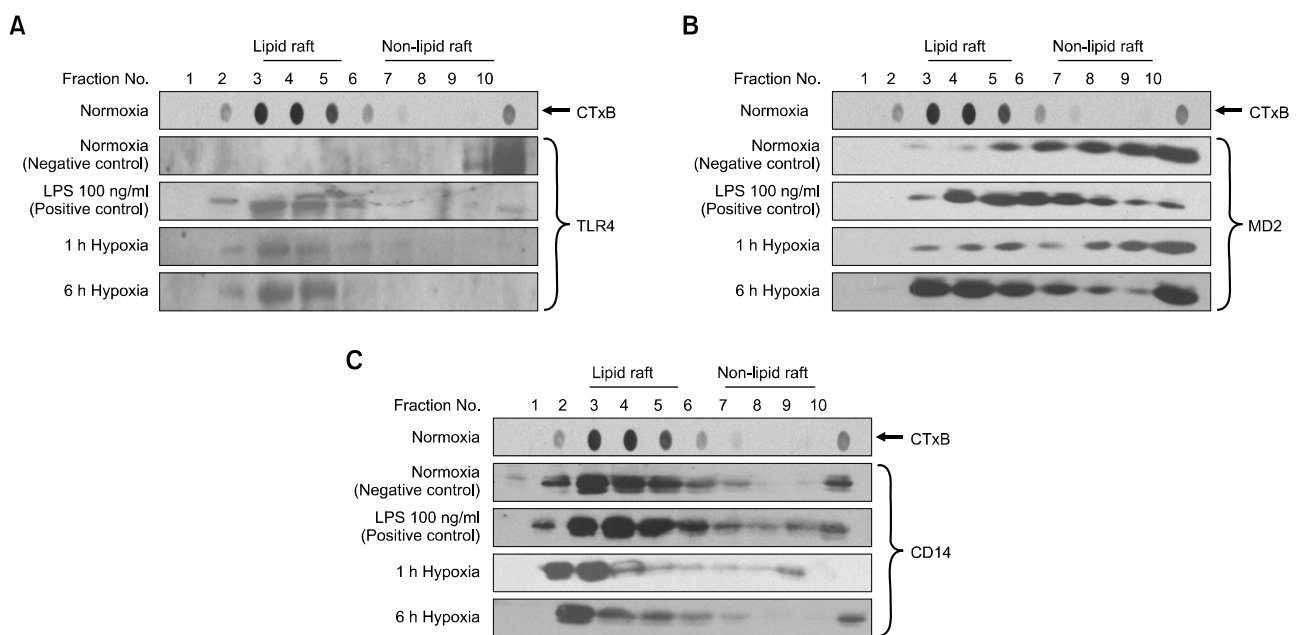 A
Lipid raft Non-lipid raft
Fraction No. 1 2 3 4 5 6 7 8 9 10
Normoxia CTxB
Normoxia
(Negative control)
LPS 100 ng/ml
(Positive control)
TLR4
1 h Hypoxia
6 h Hypoxia
B
Lipid raft Non-lipid raft
Fraction No. 1 2 3 4 5 6 7 8 9 10
Normoxia CTxB
Normoxia
(Negative control)
LPS 100 ng/ml
(Positive control)
MD2
1 h Hypoxia
6 h Hypoxia
C
Lipid raft Non-lipid raft
Fraction No. 1 2 3 4 5 6 7 8 9 10
Normoxia CTxB
Normoxia
(Negative control)
LPS 100 ng/ml
(Positive control)
CD14
1 h Hypoxia
6 h Hypoxia